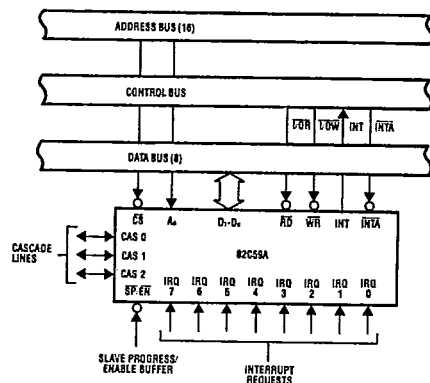 ADDRESS BUS (16)
CONTROL BUS
I/OR I/OW INT INTA
DATA BUS (8)
CS A₀ D₇-D₀ RD WR INT INTA
CASCADE LINES
CAS 0
CAS 1
CAS 2
82C59A
SP/EN
IRQ 7 IRQ 6 IRQ 5 IRQ 4 IRQ 3 IRQ 2 IRQ 1 IRQ 0
SLAVE PROGRESS/
ENABLE BUFFER
INTERRUPT
REQUESTS